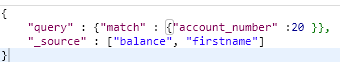 {
"query" : {"match" : {"account_number" :20 }},
"_source" : ["balance", "firstname"]
}